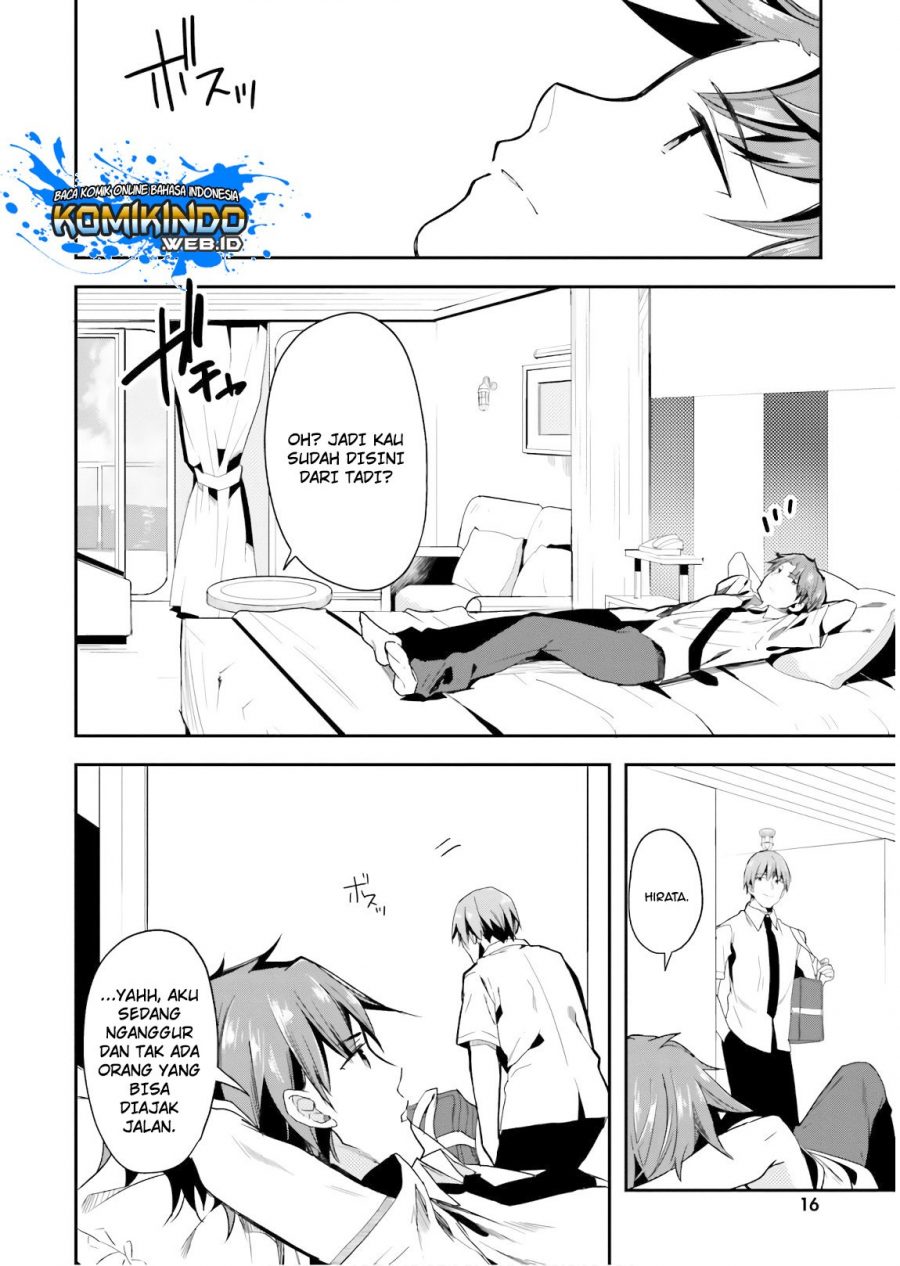 ボスッ
BACA KOMIK ONLINE BAHASA INDONESIA
KOMIKINDO
.WEB.ID
ガチャ
OH? JADI KAU
SUDAH DISINI
DARI TADI?
HIRATA.
ボスッ
...YAHH, AKU
SEDANG
NGANGGUR
DAN TAK ADA
ORANG YANG
BISA
DIAJAK
JALAN.
16